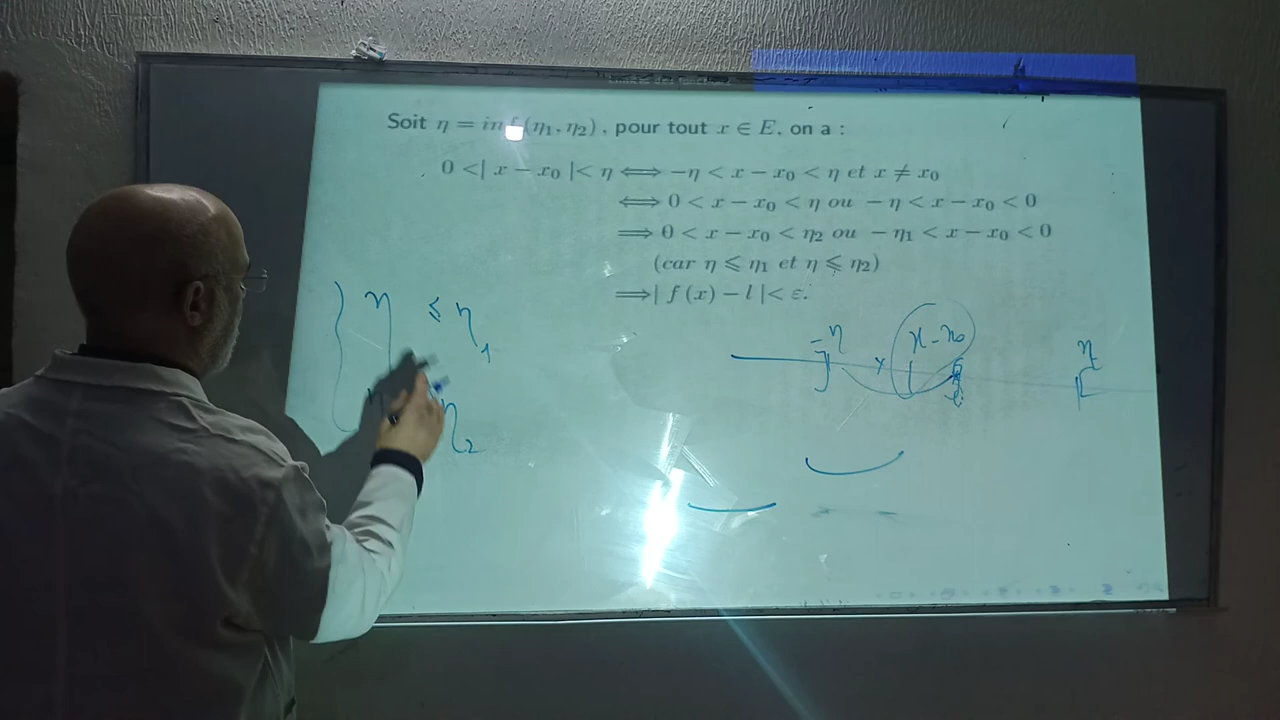 Soit η = inf(η₁, η₂), pour tout x ∈ E, on a :
0 <| x − x₀ |< η ⟺ −η < x − x₀ < η et x ≠ x₀
⟺ 0 < x − x₀ < η ou −η < x − x₀ < 0
⟹ 0 < x − x₀ < η₂ ou −η₁ < x − x₀ < 0
(car η ⩽ η₁ et η ⩽ η₂)
⟹| f (x) − l |< ε.
η ≤ η₁
η₂
−η x − x₀ η